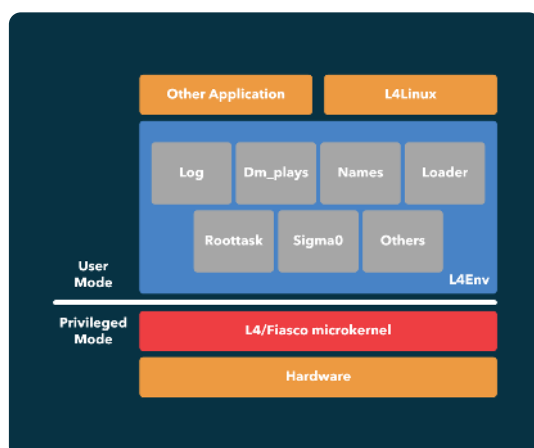 Other Application
L4Linux
Log
Dm_plays
Names
Loader
Roottask
Sigma0
Others
User
Mode
L4Env
Privileged
Mode
L4/Fiasco microkernel
Hardware